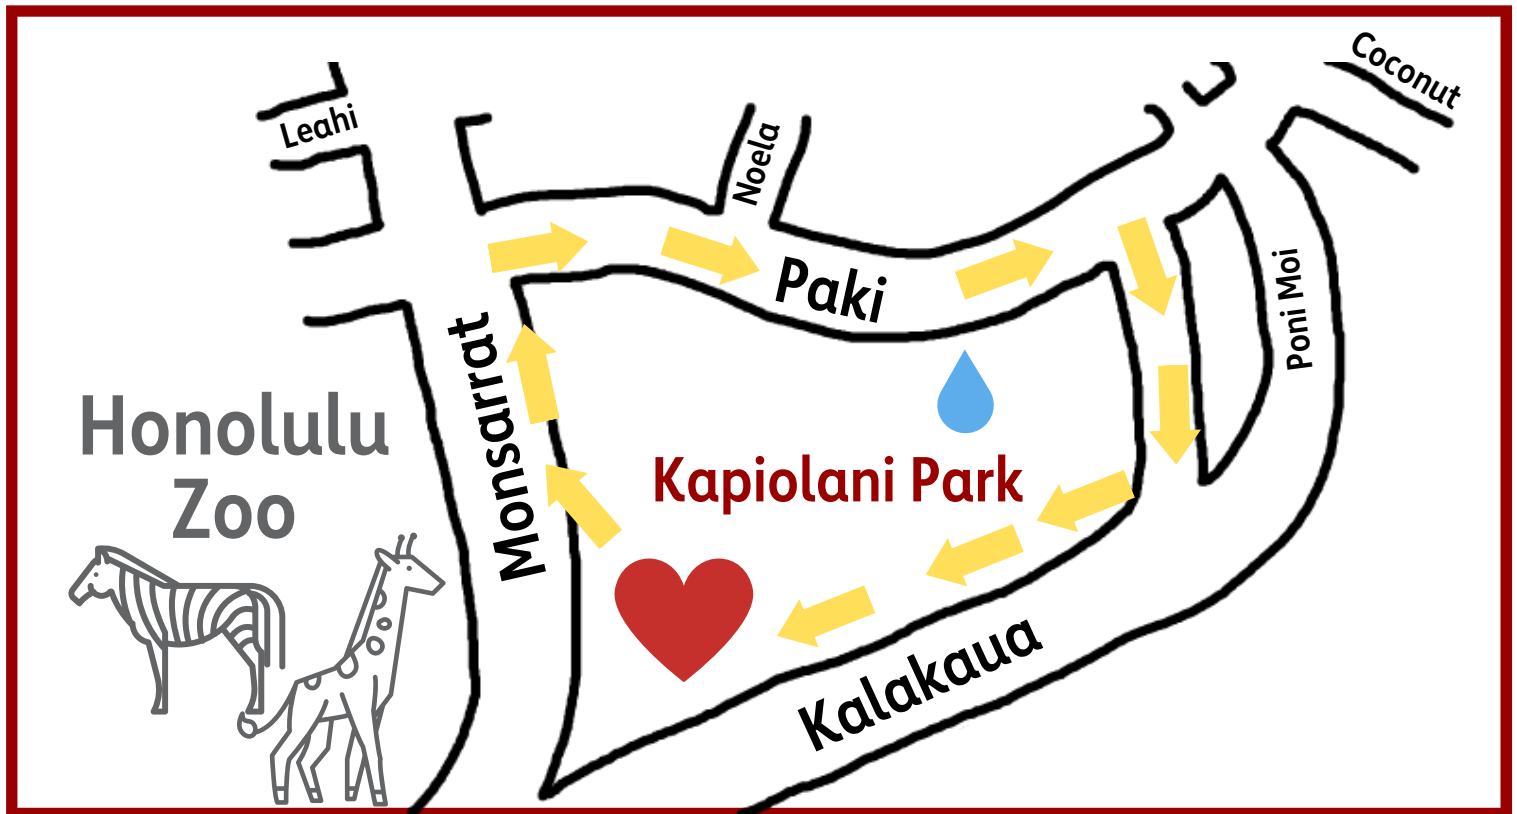 Coconut
Leahi
Noela
Paki
Poni Moi
Monsarrat
Honolulu
Zoo
Kapiolani Park
Kalakaua